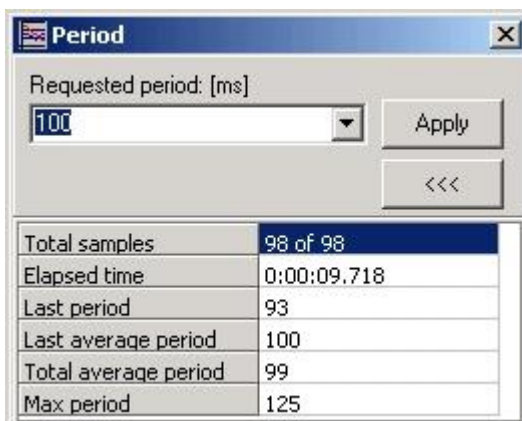 Period
Requested period: [ms]
100
Apply
<<<
Total samples 98 of 98
Elapsed time 0:00:09.718
Last period 93
Last average period 100
Total average period 99
Max period 125